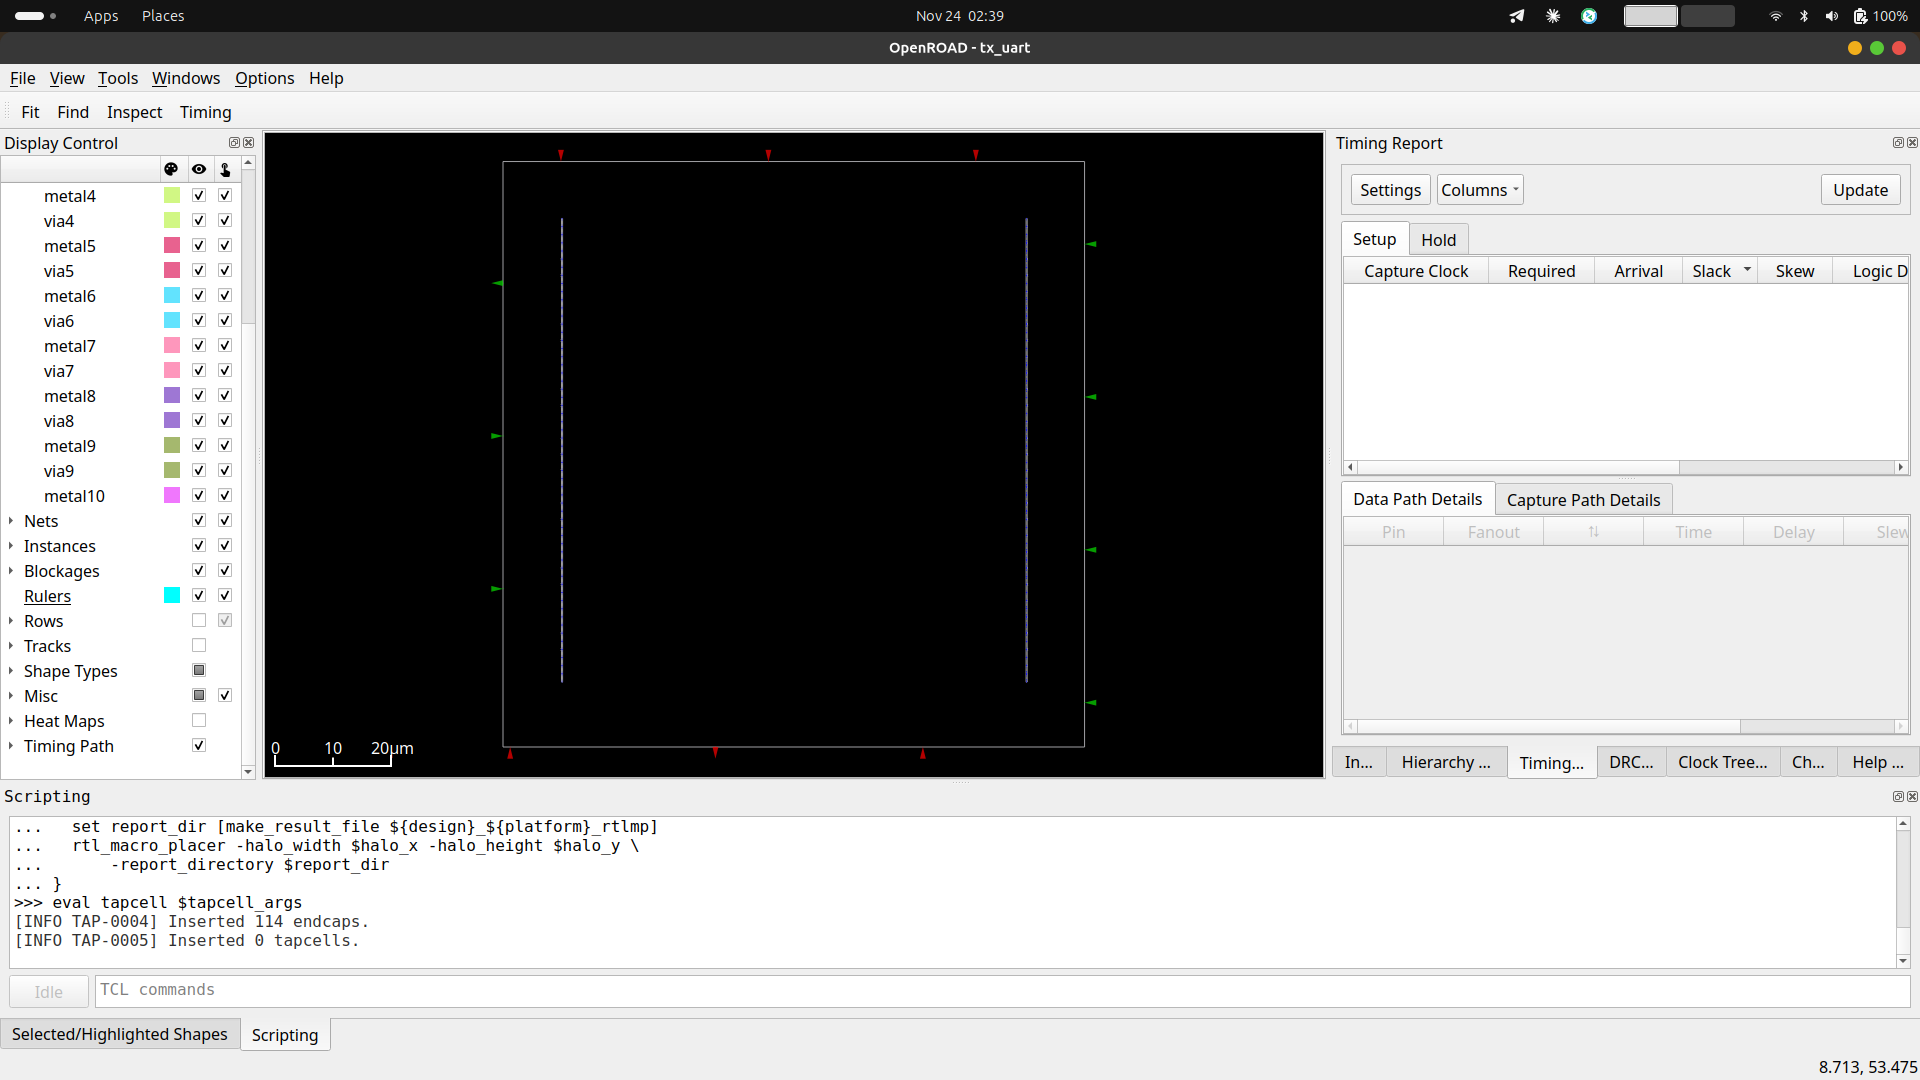 Apps Places Nov 24 02:39 100%
OpenROAD - tx_uart
File View Tools Windows Options Help
Fit Find Inspect Timing
Display Control
metal4
via4
metal5
via5
metal6
via6
metal7
via7
metal8
via8
metal9
via9
metal10
Nets
Instances
Blockages
Rulers
Rows
Tracks
Shape Types
Misc
Heat Maps
Timing Path
0 10 20μm
Timing Report
Settings Columns Update
Setup Hold
Capture Clock Required Arrival Slack Skew Logic D
Data Path Details Capture Path Details
Pin Fanout ⇅ Time Delay Slew
In... Hierarchy ... Timing... DRC... Clock Tree... Ch... Help ...
Scripting
...   set report_dir [make_result_file ${design}_${platform}_rtlmp]
...   rtl_macro_placer -halo_width $halo_x -halo_height $halo_y \
...       -report_directory $report_dir
... }
>>> eval tapcell $tapcell_args
[INFO TAP-0004] Inserted 114 endcaps.
[INFO TAP-0005] Inserted 0 tapcells.
Idle TCL commands
Selected/Highlighted Shapes Scripting
8.713, 53.475